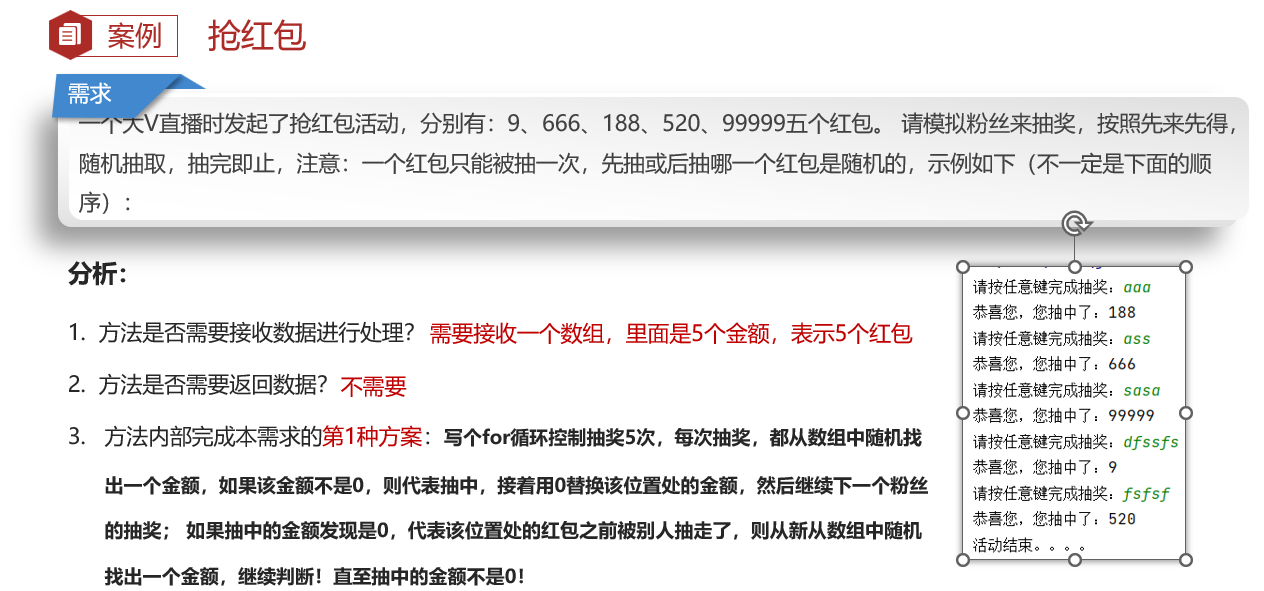 案例 抢红包
需求
一个大V直播时发起了抢红包活动，分别有：9、666、188、520、99999五个红包。 请模拟粉丝来抽奖，按照先来先得，
随机抽取，抽完即止，注意：一个红包只能被抽一次，先抽或后抽哪一个红包是随机的，示例如下（不一定是下面的顺
序）：
分析：
1. 方法是否需要接收数据进行处理？ 需要接收一个数组，里面是5个金额，表示5个红包
2. 方法是否需要返回数据？ 不需要
3. 方法内部完成本需求的第1种方案：写个for循环控制抽奖5次，每次抽奖，都从数组中随机找
出一个金额，如果该金额不是0，则代表抽中，接着用0替换该位置处的金额，然后继续下一个粉丝
的抽奖； 如果抽中的金额发现是0，代表该位置处的红包之前被别人抽走了，则从新从数组中随机
找出一个金额，继续判断！直至抽中的金额不是0！
请按任意键完成抽奖：aaa
恭喜您，您抽中了：188
请按任意键完成抽奖：ass
恭喜您，您抽中了：666
请按任意键完成抽奖：sasa
恭喜您，您抽中了：99999
请按任意键完成抽奖：dfssfs
恭喜您，您抽中了：9
请按任意键完成抽奖：fsfsf
恭喜您，您抽中了：520
活动结束。。。。